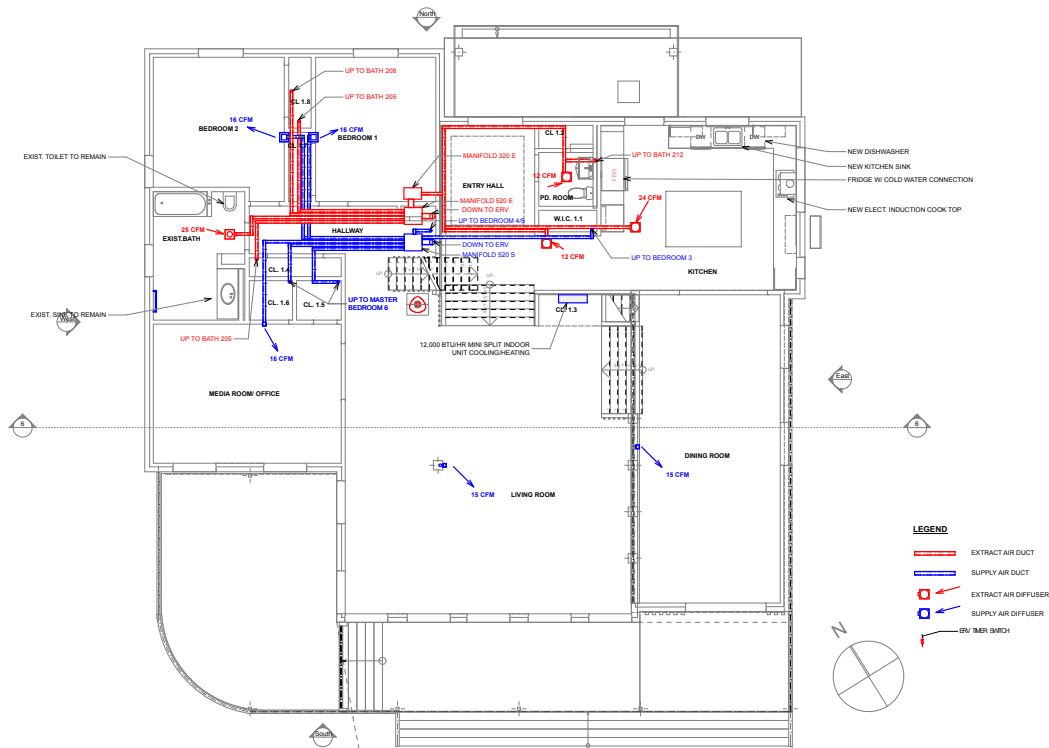 North
UP TO BATH 208
CL 1.8
UP TO BATH 205
16 CFM
BEDROOM 2
16 CFM
BEDROOM 1
CL 1.2
DW
DW
NEW DISHWASHER
EXIST. TOILET TO REMAIN
MANIFOLD 320 E
UP TO BATH 212
NEW KITCHEN SINK
FRG
FRIDGE W/ COLD WATER CONNECTION
12 CFM
ENTRY HALL
PD. ROOM
MANIFOLD 520 E
24 CFM
DOWN TO ERV
NEW ELECT. INDUCTION COOK TOP
UP TO BEDROOM 4/5
W.I.C. 1.1
25 CFM
HALLWAY
EXIST.BATH
DOWN TO ERV
MANIFOLD 520 S
12 CFM
UP TO BEDROOM 3
KITCHEN
CL. 1.4
UP
UP
CL. 1.6
CL. 1.5
UP TO MASTER
BEDROOM 6
CL. 1.3
EXIST. SINK TO REMAIN
West
UP TO BATH 205
16 CFM
12,000 BTU/HR MINI SPLIT INDOOR
UNIT COOLING/HEATING
UP
East
MEDIA ROOM/ OFFICE
6
6
DINING ROOM
15 CFM
15 CFM
LIVING ROOM
LEGEND
EXTRACT AIR DUCT
SUPPLY AIR DUCT
EXTRACT AIR DIFFUSER
SUPPLY AIR DIFFUSER
ERV TIMER SWITCH
N
South